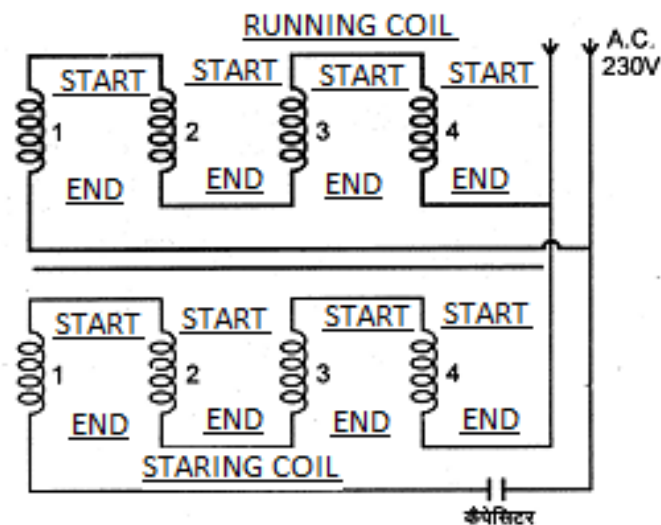 RUNNING COIL
A.C.
230V
START START START START
1 2 3 4
END END END END
START START START START
1 2 3 4
END END END END
STARING COIL
कैपेसिटर